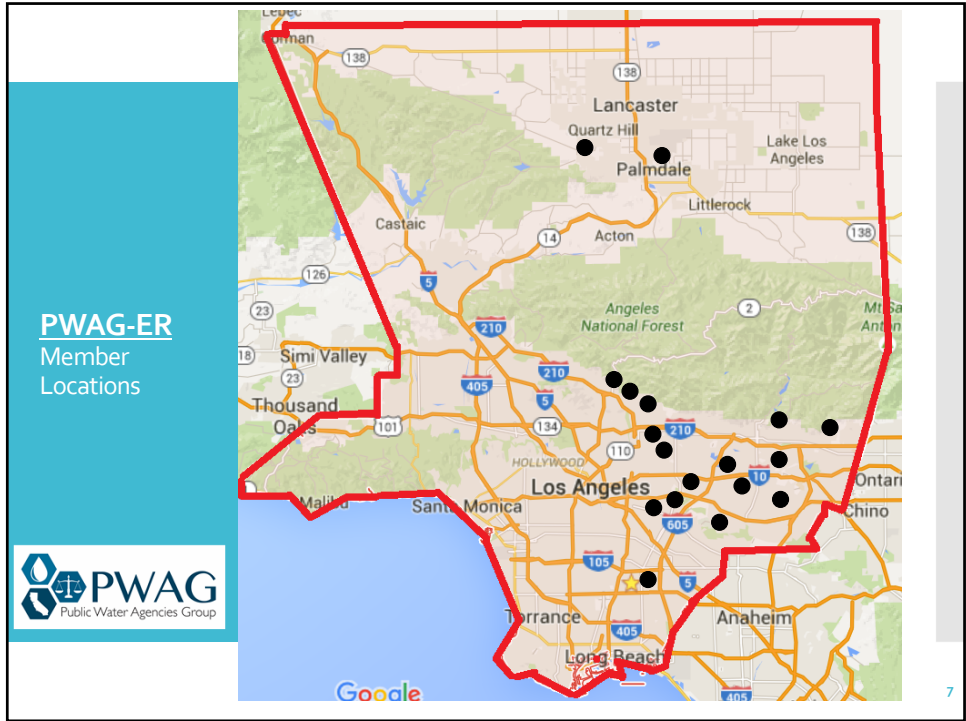 PWAG-ER
Member
Locations
PWAG
Public Water Agencies Group
Lebec
Gorman
138
138
Lancaster
Quartz Hill
Lake Los
Angeles
Palmdale
Littlerock
Castaic
14
Acton
138
126
5
23
Angeles
National Forest
2
Mt Sa
Anton
210
18
Simi Valley
210
23
405
5
Thousand
Oaks
101
134
210
110
HOLLYWOOD
10
Los Angeles
Ontari
Malibu
Santa Monica
605
Chino
105
5
Torrance
Anaheim
405
Long Beach
405
Google
7